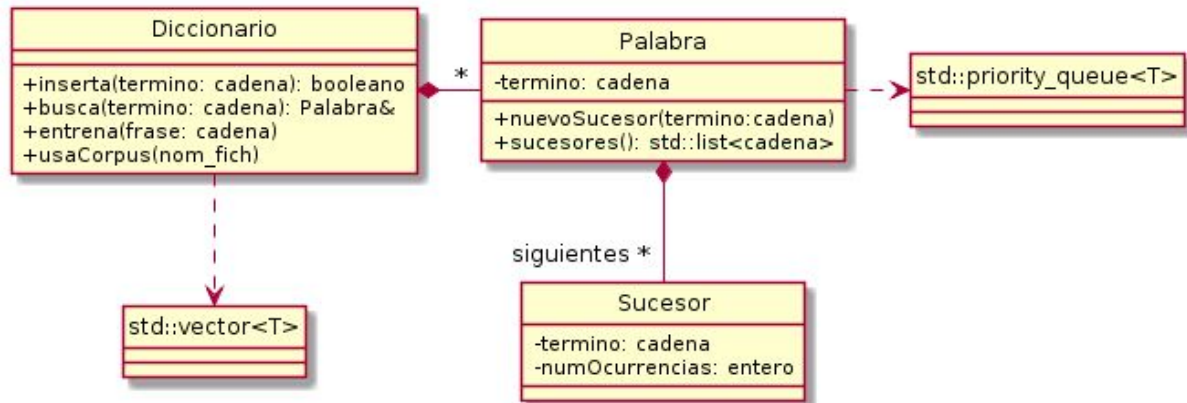 Diccionario
+inserta(termino: cadena): booleano
+busca(termino: cadena): Palabra&
+entrena(frase: cadena)
+usaCorpus(nom_fich)
*
Palabra
-termino: cadena
+nuevoSucesor(termino:cadena)
+sucesores(): std::list<cadena>
std::priority_queue<T>
siguientes *
std::vector<T>
Sucesor
-termino: cadena
-numOcurrencias: entero